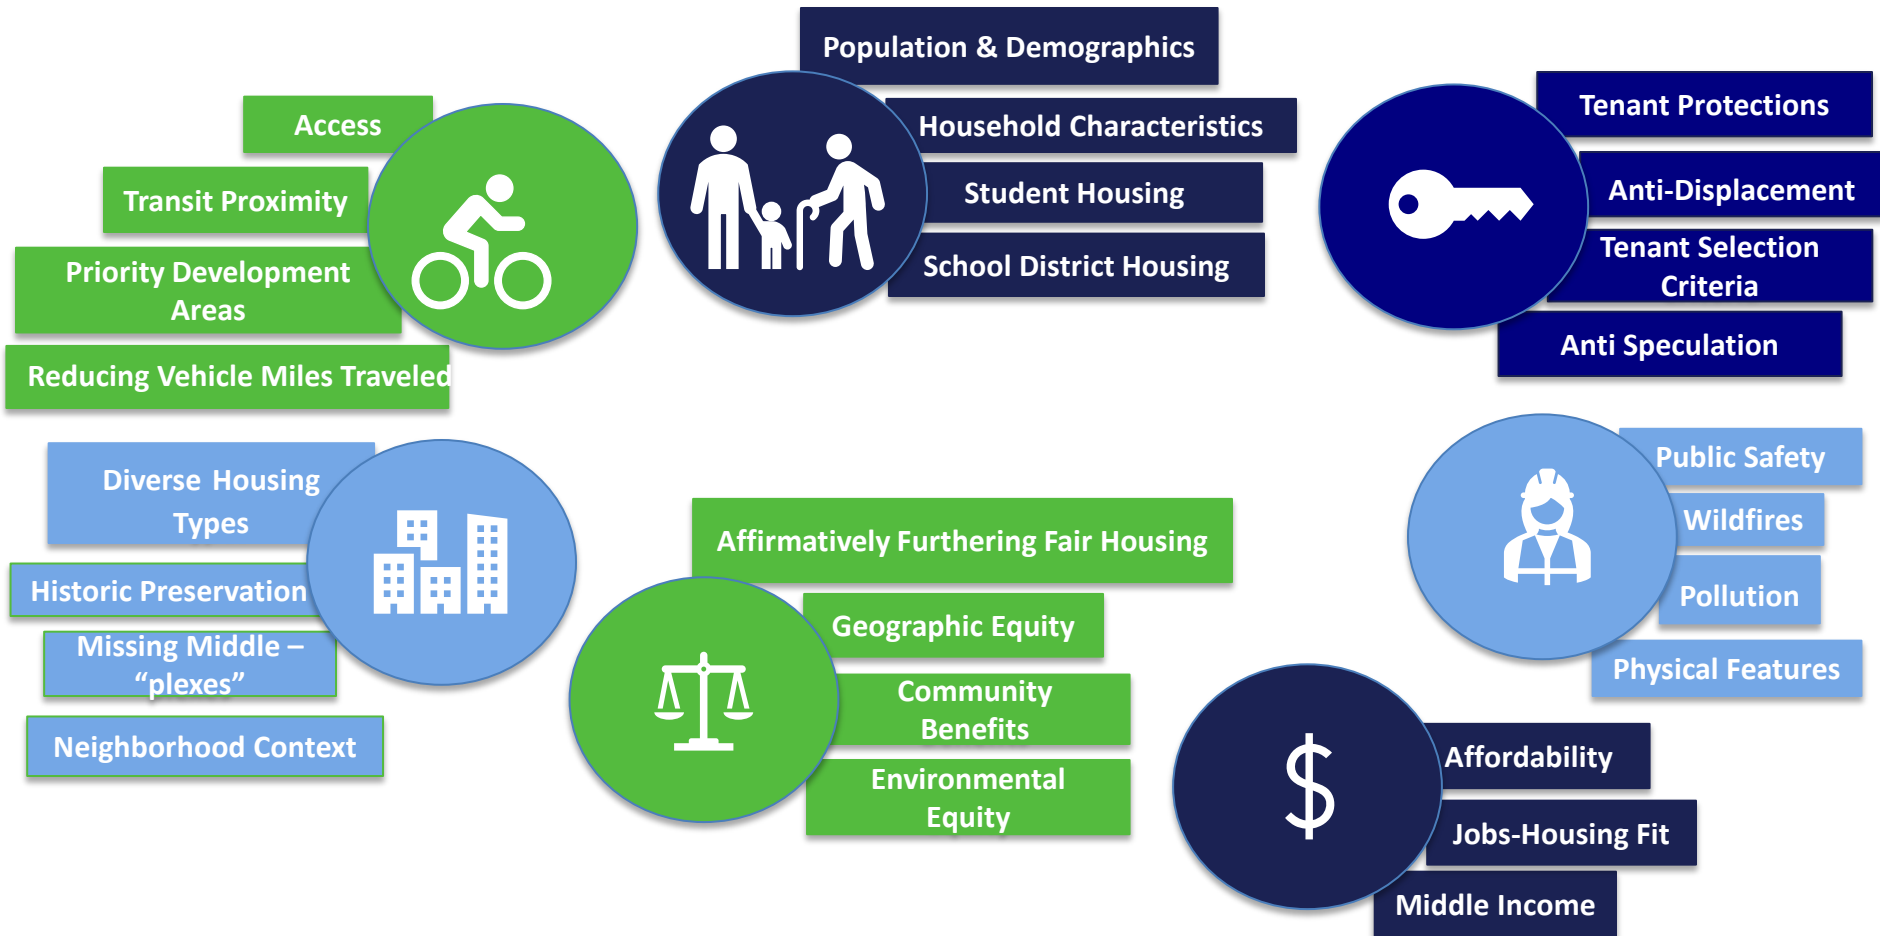 Population & Demographics
Household Characteristics
Student Housing
School District Housing
Access
Transit Proximity
Priority Development
Areas
Reducing Vehicle Miles Traveled
Tenant Protections
Anti-Displacement
Tenant Selection
Criteria
Anti Speculation
Diverse Housing
Types
Historic Preservation
Missing Middle –
“plexes”
Neighborhood Context
Affirmatively Furthering Fair Housing
Geographic Equity
Community
Benefits
Environmental
Equity
Public Safety
Wildfires
Pollution
Physical Features
Affordability
Jobs-Housing Fit
Middle Income